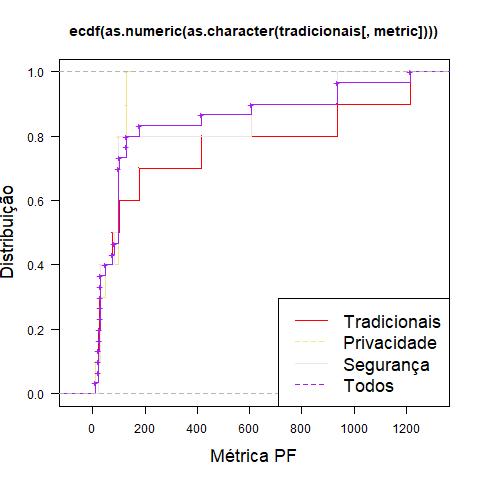 ecdf(as.numeric(as.character(tradicionais[, metric])))
Distribuição
1.0
0.8
0.6
0.4
0.2
0.0
0 200 400 600 800 1000 1200
Métrica PF
Tradicionais
Privacidade
Segurança
Todos